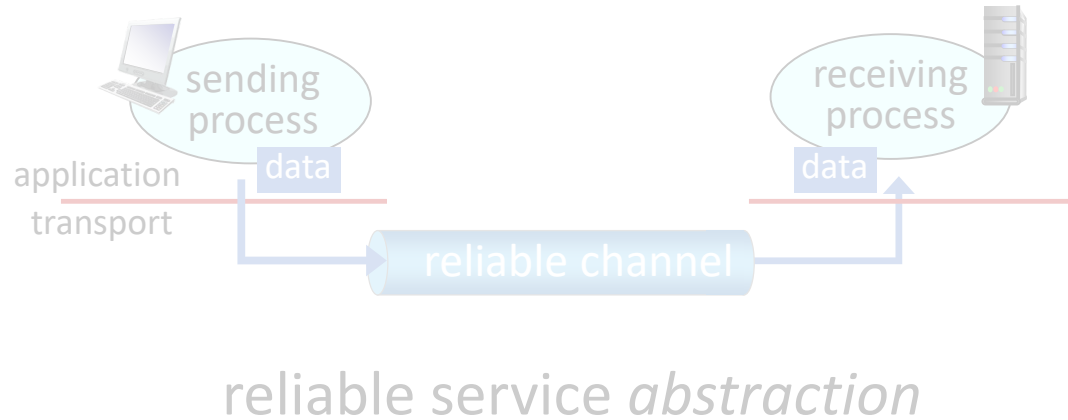 sending
process
data
receiving
process
data
application
transport
reliable channel
reliable service abstraction